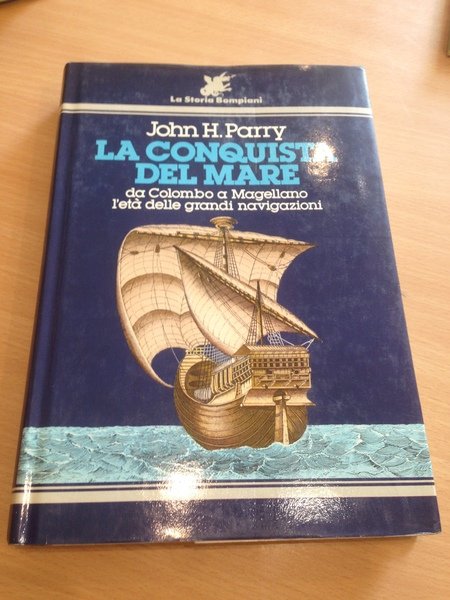 La Storia Bompiani
John H. Parry
LA CONQUISTA
DEL MARE
da Colombo a Magellano
l'età delle grandi navigazioni